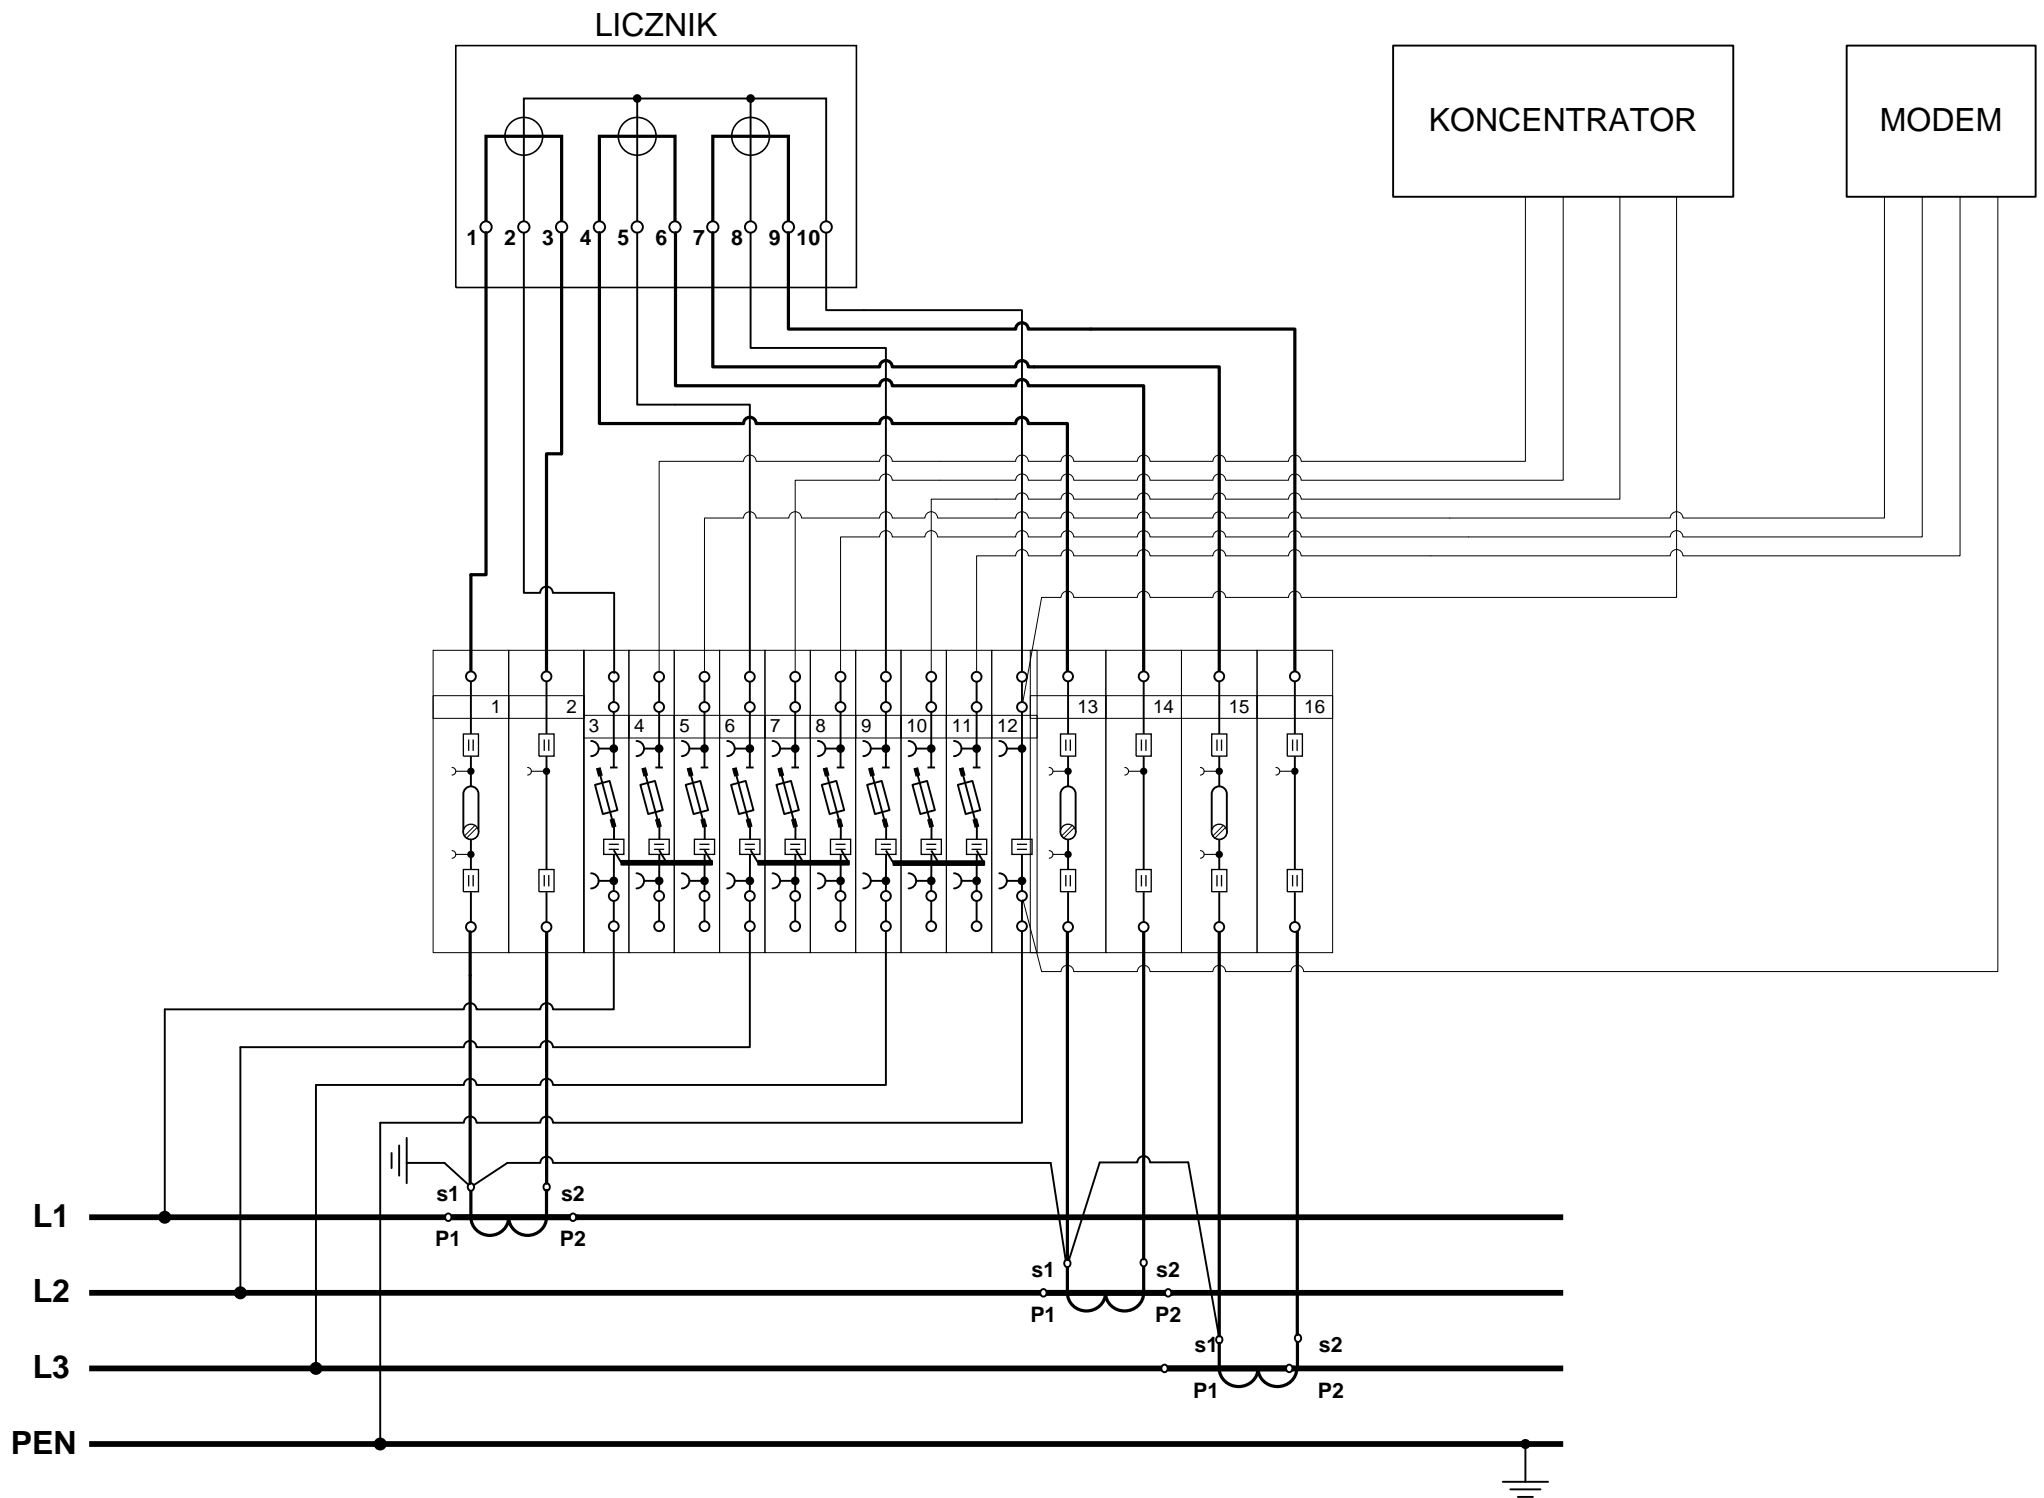 LICZNIK
KONCENTRATOR MODEM
1 2 3 4 5 6 7 8 9 10
1 2 13 14 15 16
3 4 5 6 7 8 9 10 11 12
s1 s2
L1
P1 P2
s1 s2
L2
P1 P2
s1 s2
L3
P1 P2
PEN